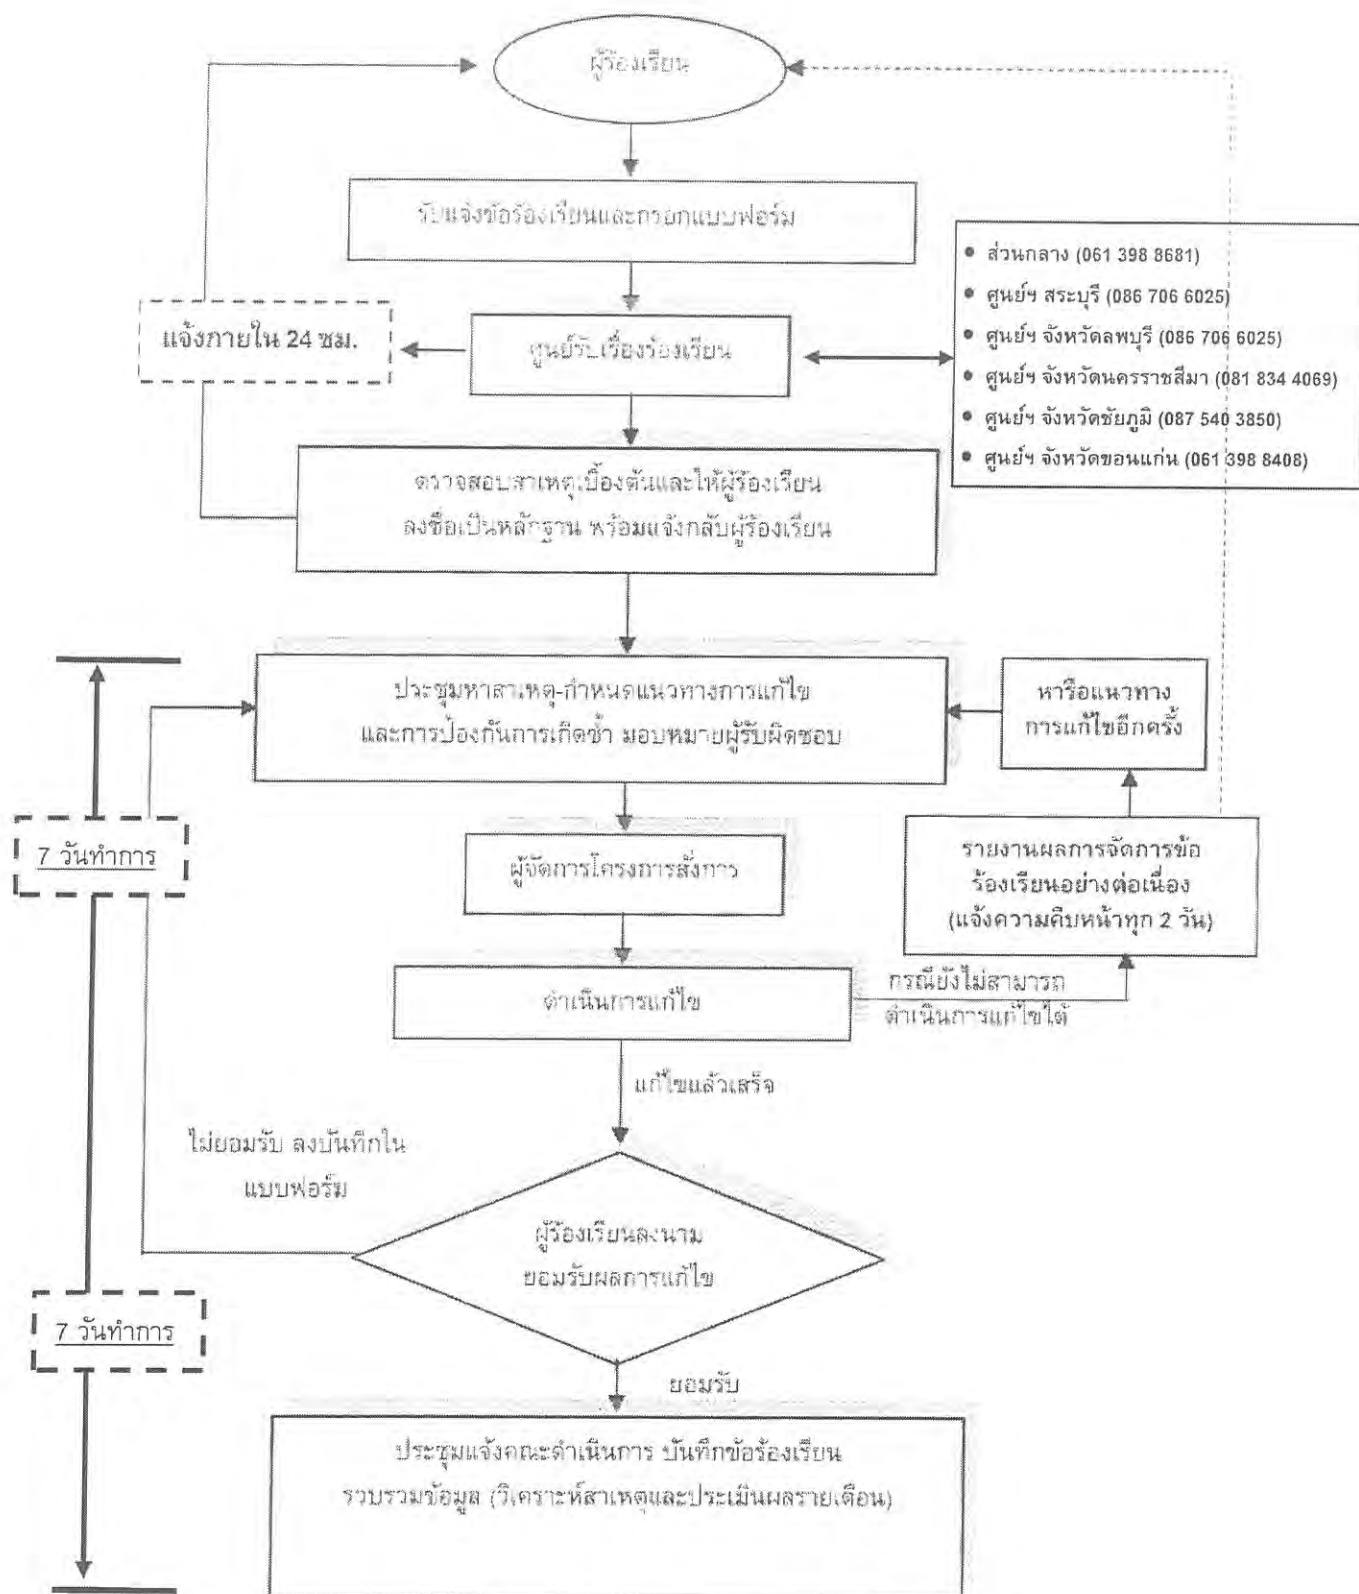 ผู้ร้องเรียน
รับแจ้งข้อร้องเรียนและกรอกแบบฟอร์ม
แจ้งภายใน 24 ชม.
ศูนย์รับเรื่องร้องเรียน
• ส่วนกลาง (061 398 8681)
• ศูนย์ฯ สระบุรี (086 706 6025)
• ศูนย์ฯ จังหวัดลพบุรี (086 706 6025)
• ศูนย์ฯ จังหวัดนครราชสีมา (081 834 4069)
• ศูนย์ฯ จังหวัดชัยภูมิ (087 540 3850)
• ศูนย์ฯ จังหวัดขอนแก่น (061 398 8408)
ตรวจสอบสาเหตุเบื้องต้นและให้ผู้ร้องเรียน
ลงชื่อเป็นหลักฐาน พร้อมแจ้งกลับผู้ร้องเรียน
ประชุมหาสาเหตุ-กำหนดแนวทางการแก้ไข
และการป้องกันการเกิดซ้ำ มอบหมายผู้รับผิดชอบ
หารือแนวทาง
การแก้ไขอีกครั้ง
7 วันทำการ
ผู้จัดการโครงการสั่งการ
รายงานผลการจัดการข้อ
ร้องเรียนอย่างต่อเนื่อง
(แจ้งความคืบหน้าทุก 2 วัน)
ดำเนินการแก้ไข
กรณียังไม่สามารถ
ดำเนินการแก้ไขได้
แก้ไขแล้วเสร็จ
ไม่ยอมรับ ลงบันทึกใน
แบบฟอร์ม
ผู้ร้องเรียนลงนาม
ยอมรับผลการแก้ไข
7 วันทำการ
ยอมรับ
ประชุมแจ้งคณะดำเนินการ บันทึกข้อร้องเรียน
รวบรวมข้อมูล (วิเคราะห์สาเหตุและประเมินผลรายเดือน)